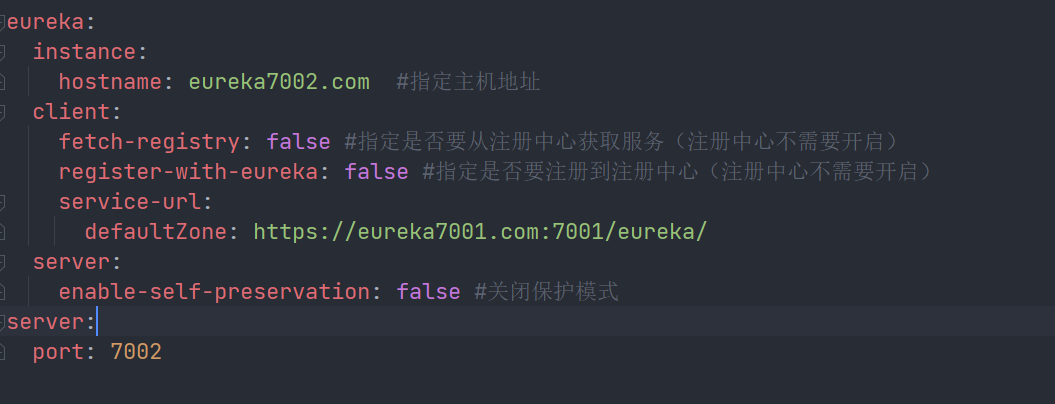 eureka:
  instance:
    hostname: eureka7002.com  #指定主机地址
  client:
    fetch-registry: false #指定是否要从注册中心获取服务（注册中心不需要开启）
    register-with-eureka: false #指定是否要注册到注册中心（注册中心不需要开启）
    service-url:
      defaultZone: https://eureka7001.com:7001/eureka/
  server:
    enable-self-preservation: false #关闭保护模式
server:
  port: 7002